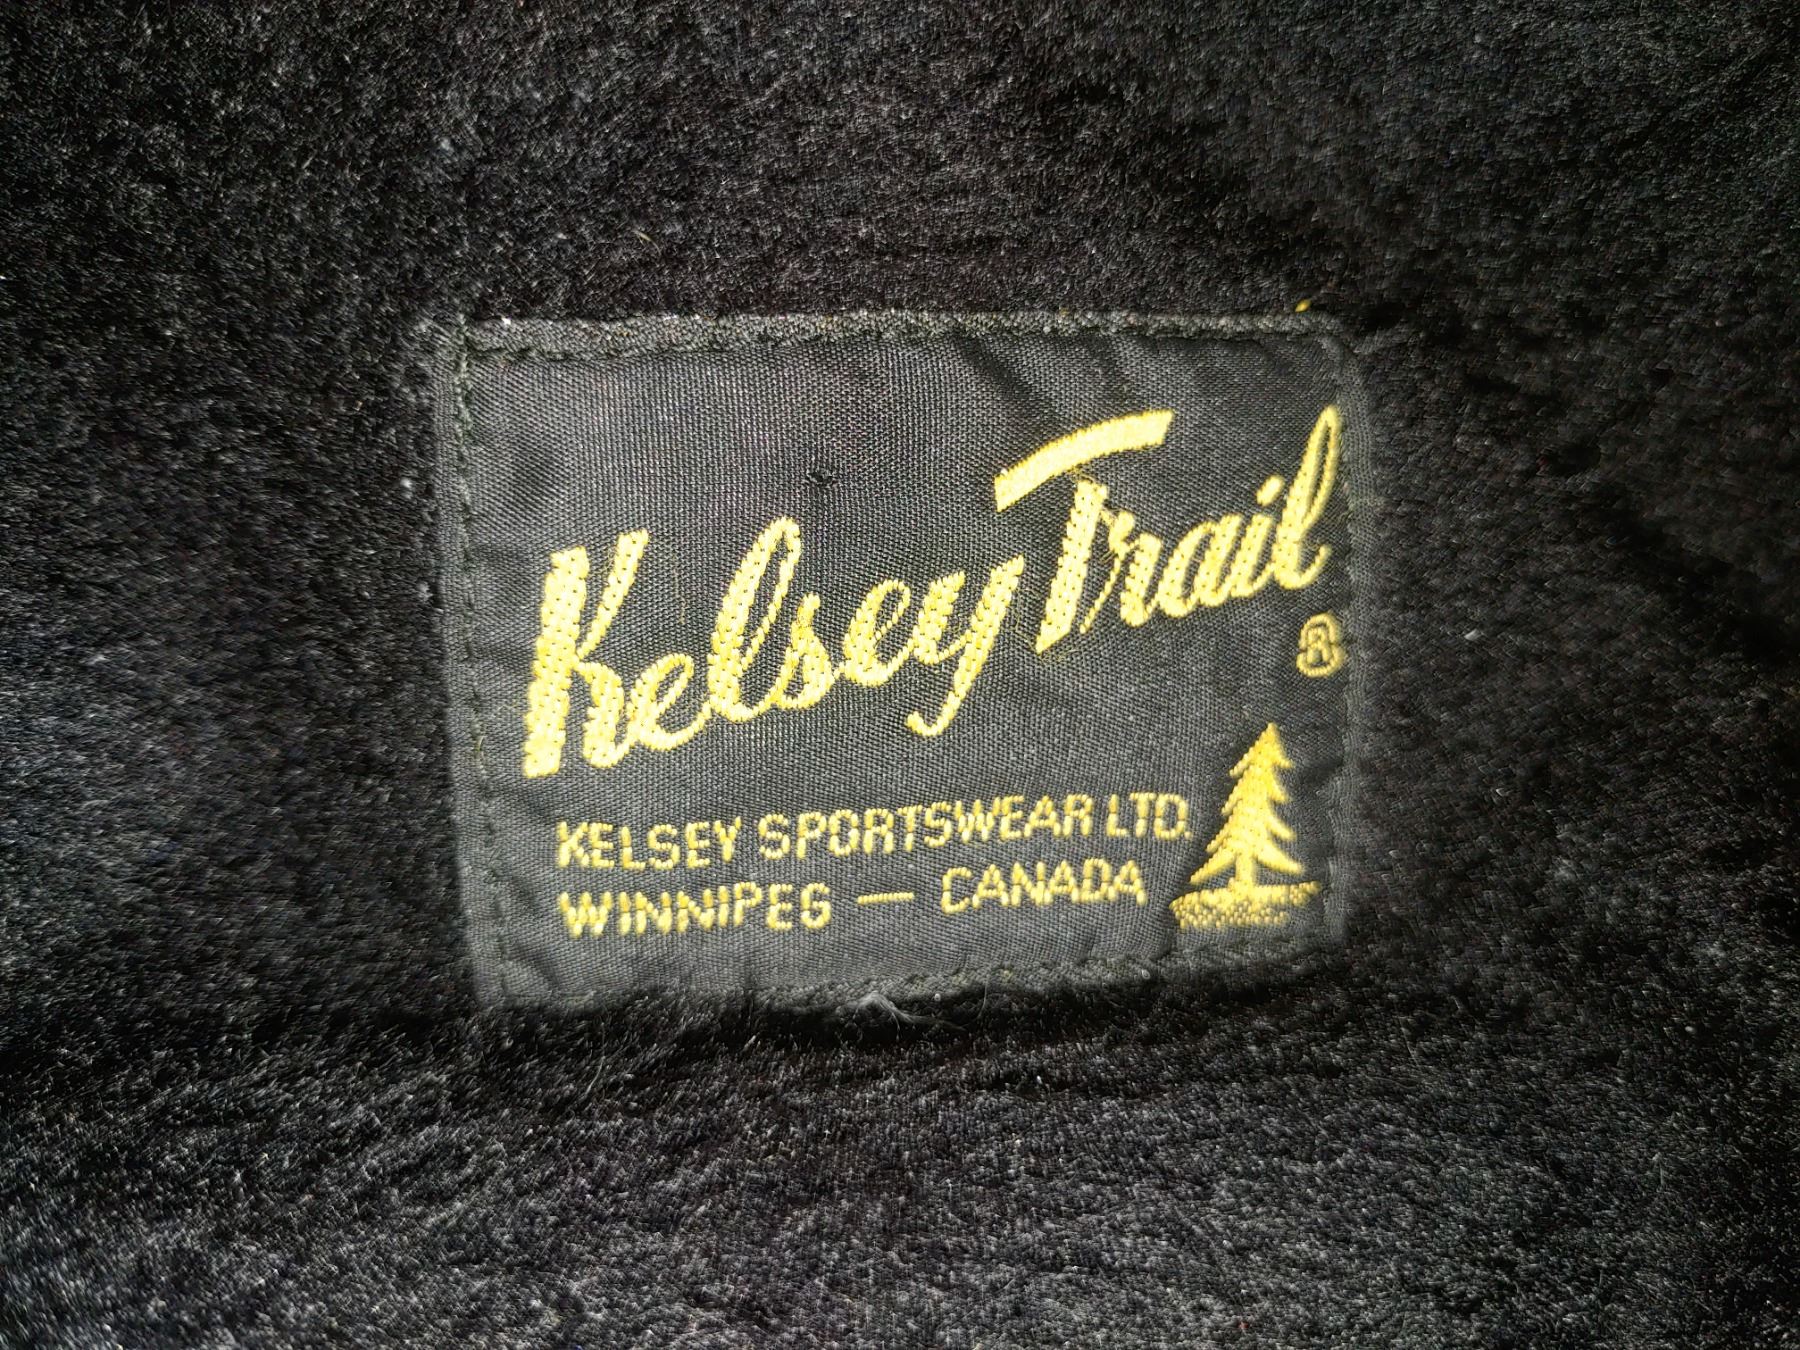 Kelsey Trail
®
KELSEY SPORTSWEAR LTD.
WINNIPEG — CANADA